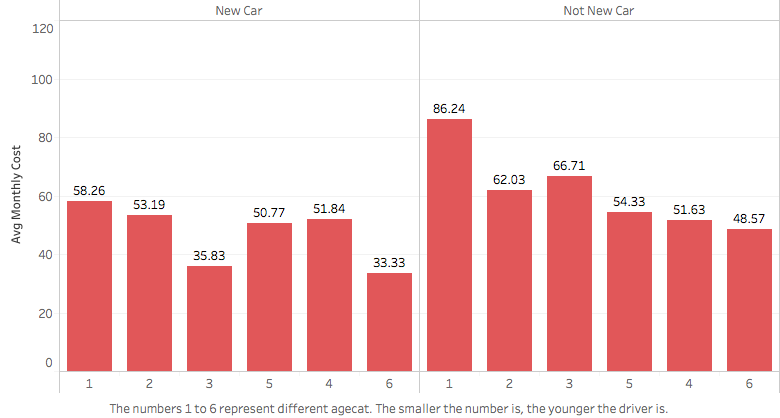 New Car Not New Car
120
100
80
60
40
20
0
Avg Monthly Cost
58.26 53.19 35.83 50.77 51.84 33.33 86.24 62.03 66.71 54.33 51.63 48.57
1 2 3 5 4 6 1 2 3 5 4 6
The numbers 1 to 6 represent different agecat. The smaller the number is, the younger the driver is.